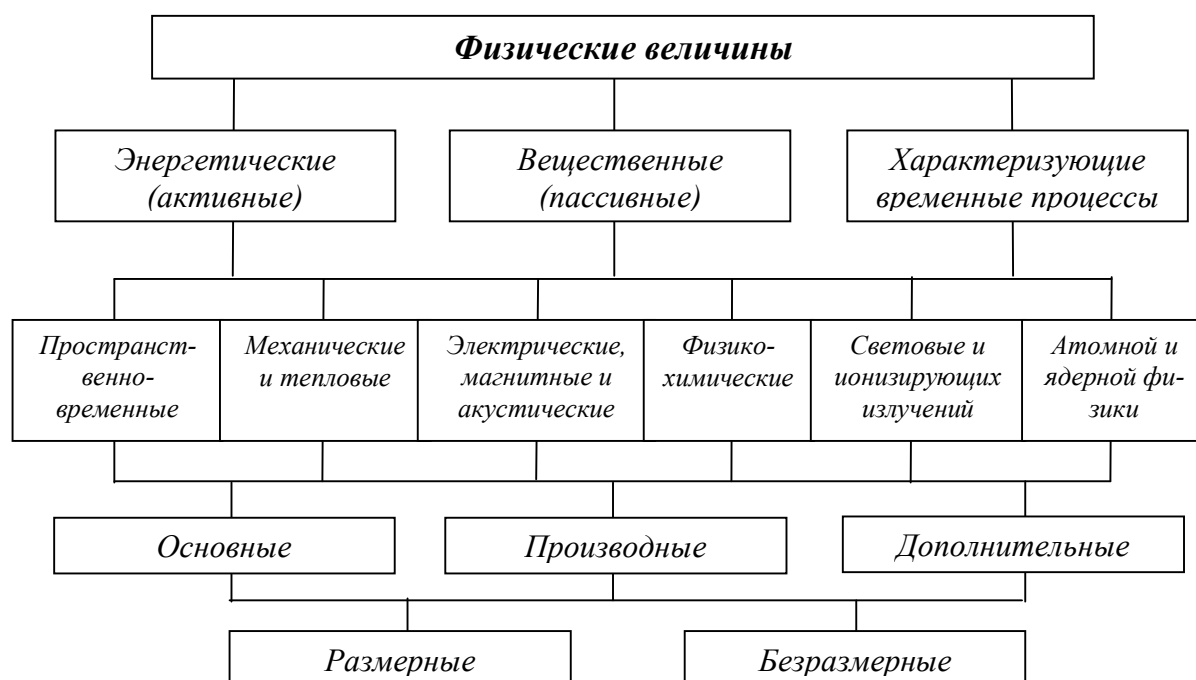 Физические величины
Энергетические
(активные)
Вещественные
(пассивные)
Характеризующие
временные процессы
Пространст-
венно-
временные
Механические
и тепловые
Электрические,
магнитные и
акустические
Физико-
химические
Световые и
ионизирующих
излучений
Атомной и
ядерной фи-
зики
Основные
Производные
Дополнительные
Размерные
Безразмерные